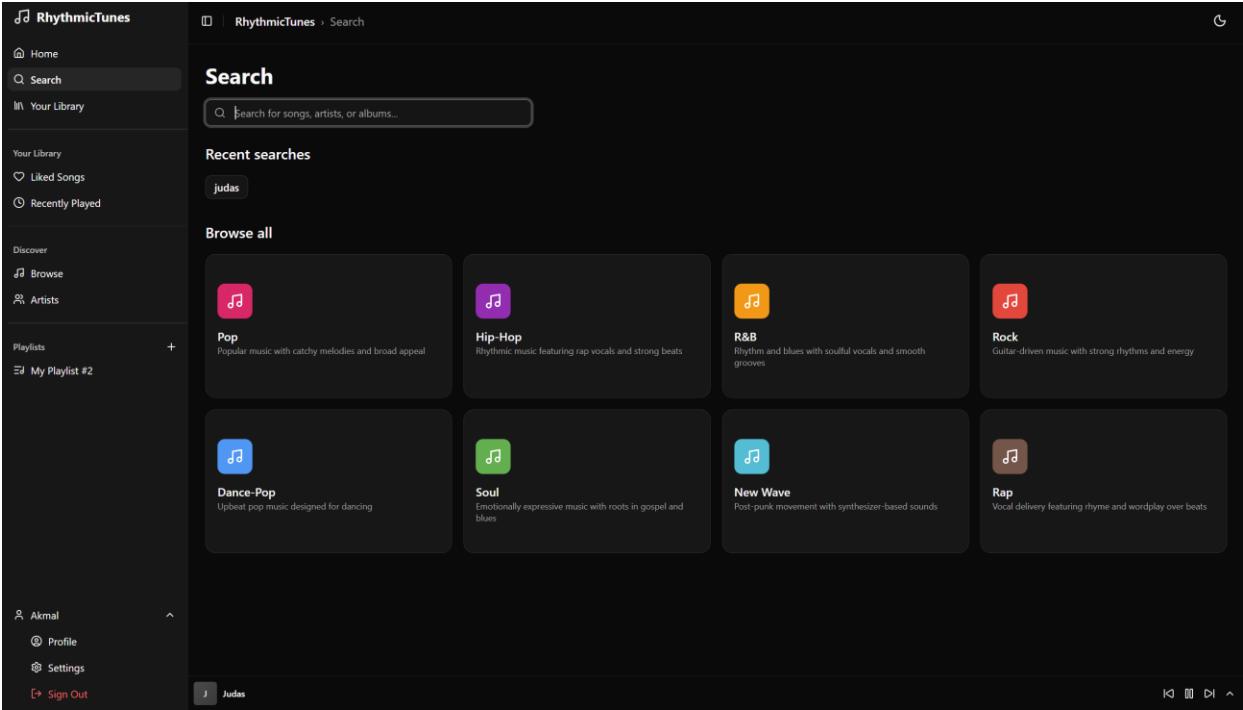 RhythmicTunes
Home
Search
Your Library
Your Library
Liked Songs
Recently Played
Discover
Browse
Artists
Playlists +
My Playlist #2
Akmal
Profile
Settings
Sign Out
RhythmicTunes › Search
Search
Search for songs, artists, or albums...
Recent searches
judas
Browse all
Pop
Popular music with catchy melodies and broad appeal
Hip-Hop
Rhythmic music featuring rap vocals and strong beats
R&B
Rhythm and blues with soulful vocals and smooth
grooves
Rock
Guitar-driven music with strong rhythms and energy
Dance-Pop
Upbeat pop music designed for dancing
Soul
Emotionally expressive music with roots in gospel and
blues
New Wave
Post-punk movement with synthesizer-based sounds
Rap
Vocal delivery featuring rhyme and wordplay over beats
J Judas